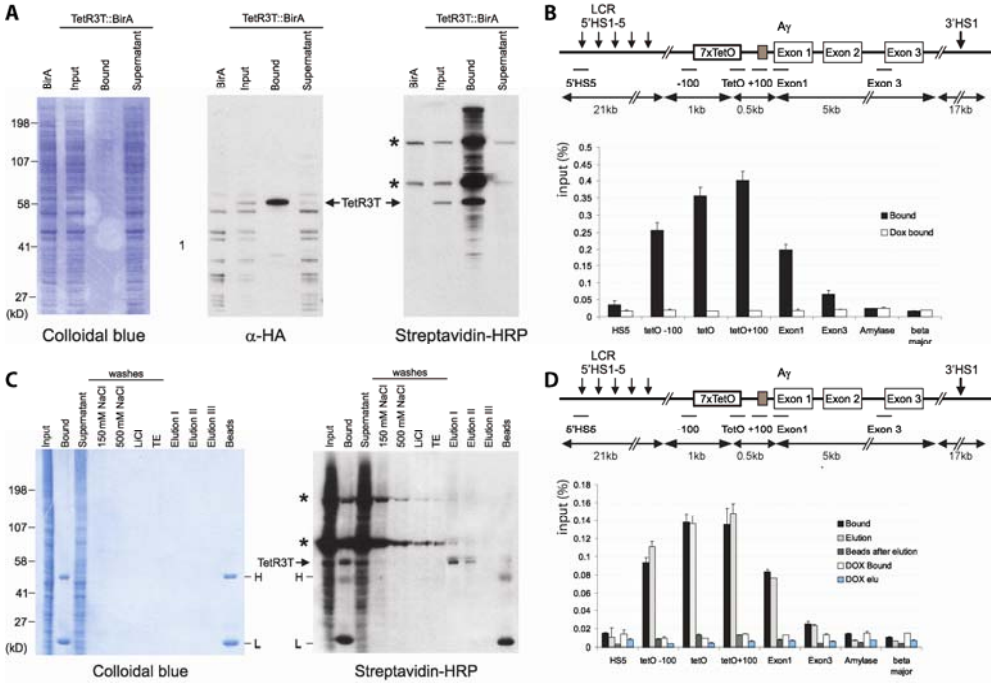 A
TetR3T::BirA
BirA
Input
Bound
Supernatant
198
107
58
41
27
(kD)
Colloidal blue
TetR3T::BirA
BirA
Input
Bound
Supernatant
1
α-HA
TetR3T
TetR3T::BirA
BirA
Input
Bound
Supernatant
*
*
Streptavidin-HRP
B
LCR
5'HS1-5
Aγ
3'HS1
7xTetO
Exon 1
Exon 2
Exon 3
5'HS5
-100
TetO +100
Exon1
Exon 3
21kb
1kb
0.5kb
5kb
17kb
input (%)
0.5
0.45
0.4
0.35
0.3
0.25
0.2
0.15
0.1
0.05
0
Bound
Dox bound
HS5
tetO -100
tetO
tetO+100
Exon1
Exon3
Amylase
beta major
C
washes
Input
Bound
Supernatant
150 mM NaCl
500 mM NaCl
LiCl
TE
Elution I
Elution II
Elution III
Beads
198
107
58
41
27
(kD)
H
L
Colloidal blue
washes
Input
Bound
Supernatant
150 mM NaCl
500 mM NaCl
LiCl
TE
Elution I
Elution II
Elution III
Beads
*
*
TetR3T
H
L
Streptavidin-HRP
D
LCR
5'HS1-5
Aγ
3'HS1
7xTetO
Exon 1
Exon 2
Exon 3
5'HS5
-100
TetO +100
Exon1
Exon 3
21kb
1kb
0.5kb
5kb
17kb
input (%)
0.18
0.16
0.14
0.12
0.1
0.08
0.06
0.04
0.02
0
Bound
Elution
Beads after elution
DOX Bound
DOX elu
HS5
tetO -100
tetO
tetO+100
Exon1
Exon3
Amylase
beta major